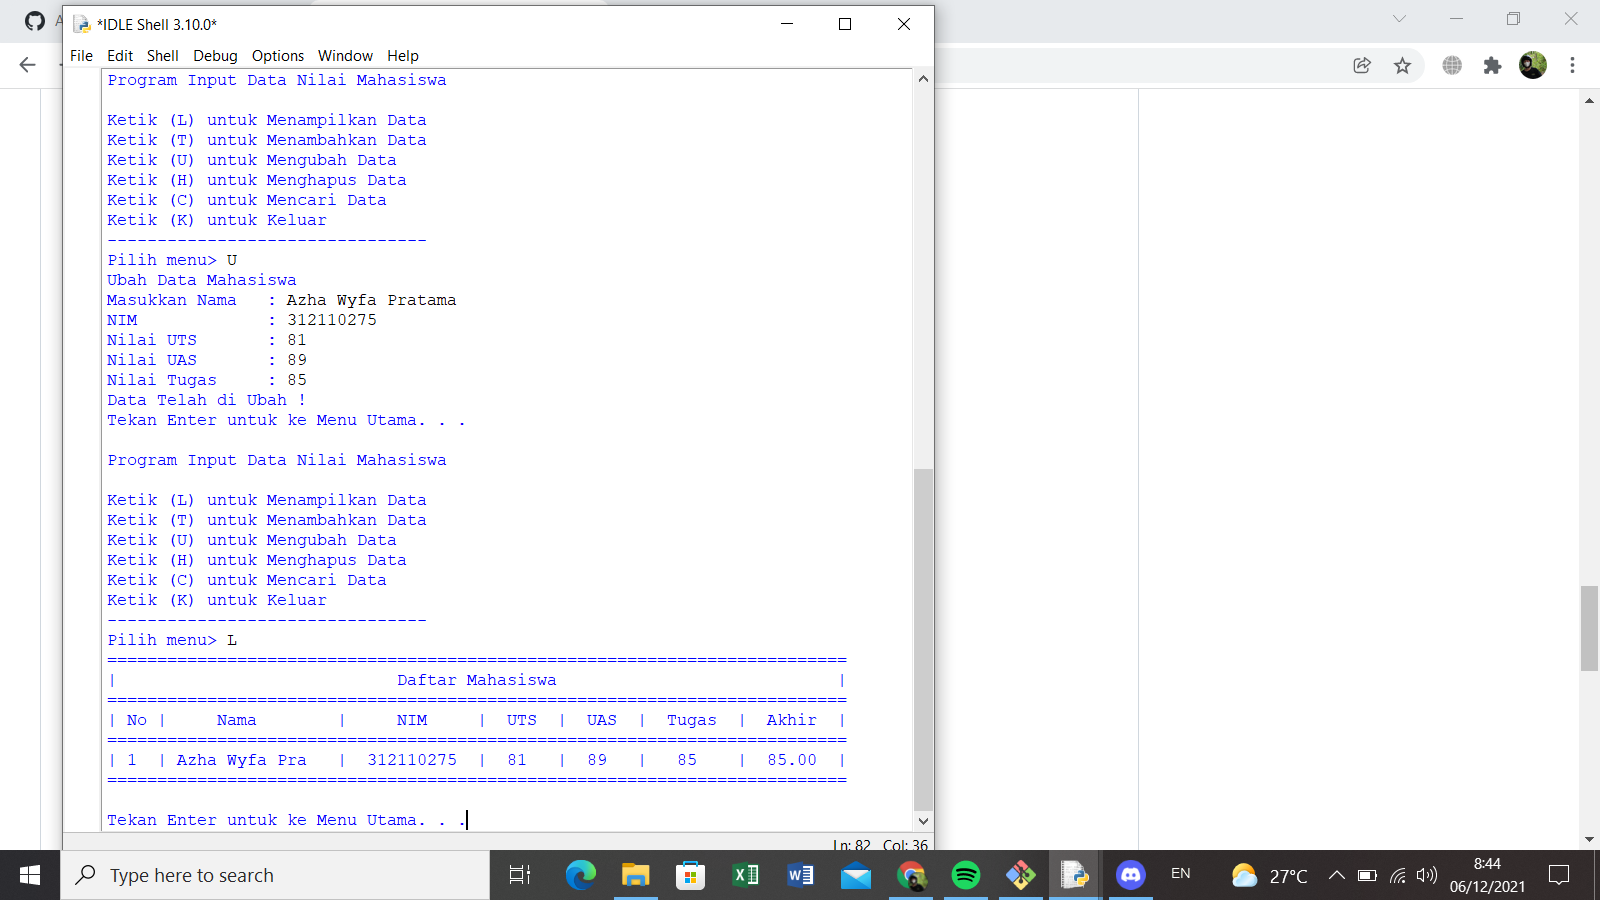 *IDLE Shell 3.10.0*
File Edit Shell Debug Options Window Help
Program Input Data Nilai Mahasiswa
Ketik (L) untuk Menampilkan Data
Ketik (T) untuk Menambahkan Data
Ketik (U) untuk Mengubah Data
Ketik (H) untuk Menghapus Data
Ketik (C) untuk Mencari Data
Ketik (K) untuk Keluar
--------------------------------
Pilih menu> U
Ubah Data Mahasiswa
Masukkan Nama   : Azha Wyfa Pratama
NIM             : 312110275
Nilai UTS       : 81
Nilai UAS       : 89
Nilai Tugas     : 85
Data Telah di Ubah !
Tekan Enter untuk ke Menu Utama. . .
Program Input Data Nilai Mahasiswa
Ketik (L) untuk Menampilkan Data
Ketik (T) untuk Menambahkan Data
Ketik (U) untuk Mengubah Data
Ketik (H) untuk Menghapus Data
Ketik (C) untuk Mencari Data
Ketik (K) untuk Keluar
--------------------------------
Pilih menu> L
==========================================================================
|                            Daftar Mahasiswa                            |
==========================================================================
| No |     Nama        |     NIM     |  UTS  |  UAS  |  Tugas  |  Akhir  |
==========================================================================
| 1  | Azha Wyfa Pra   |  312110275  |  81   |  89   |   85    |  85.00  |
==========================================================================
Tekan Enter untuk ke Menu Utama. . .
Ln: 82 Col: 36
Type here to search
EN
27°C
8:44
06/12/2021